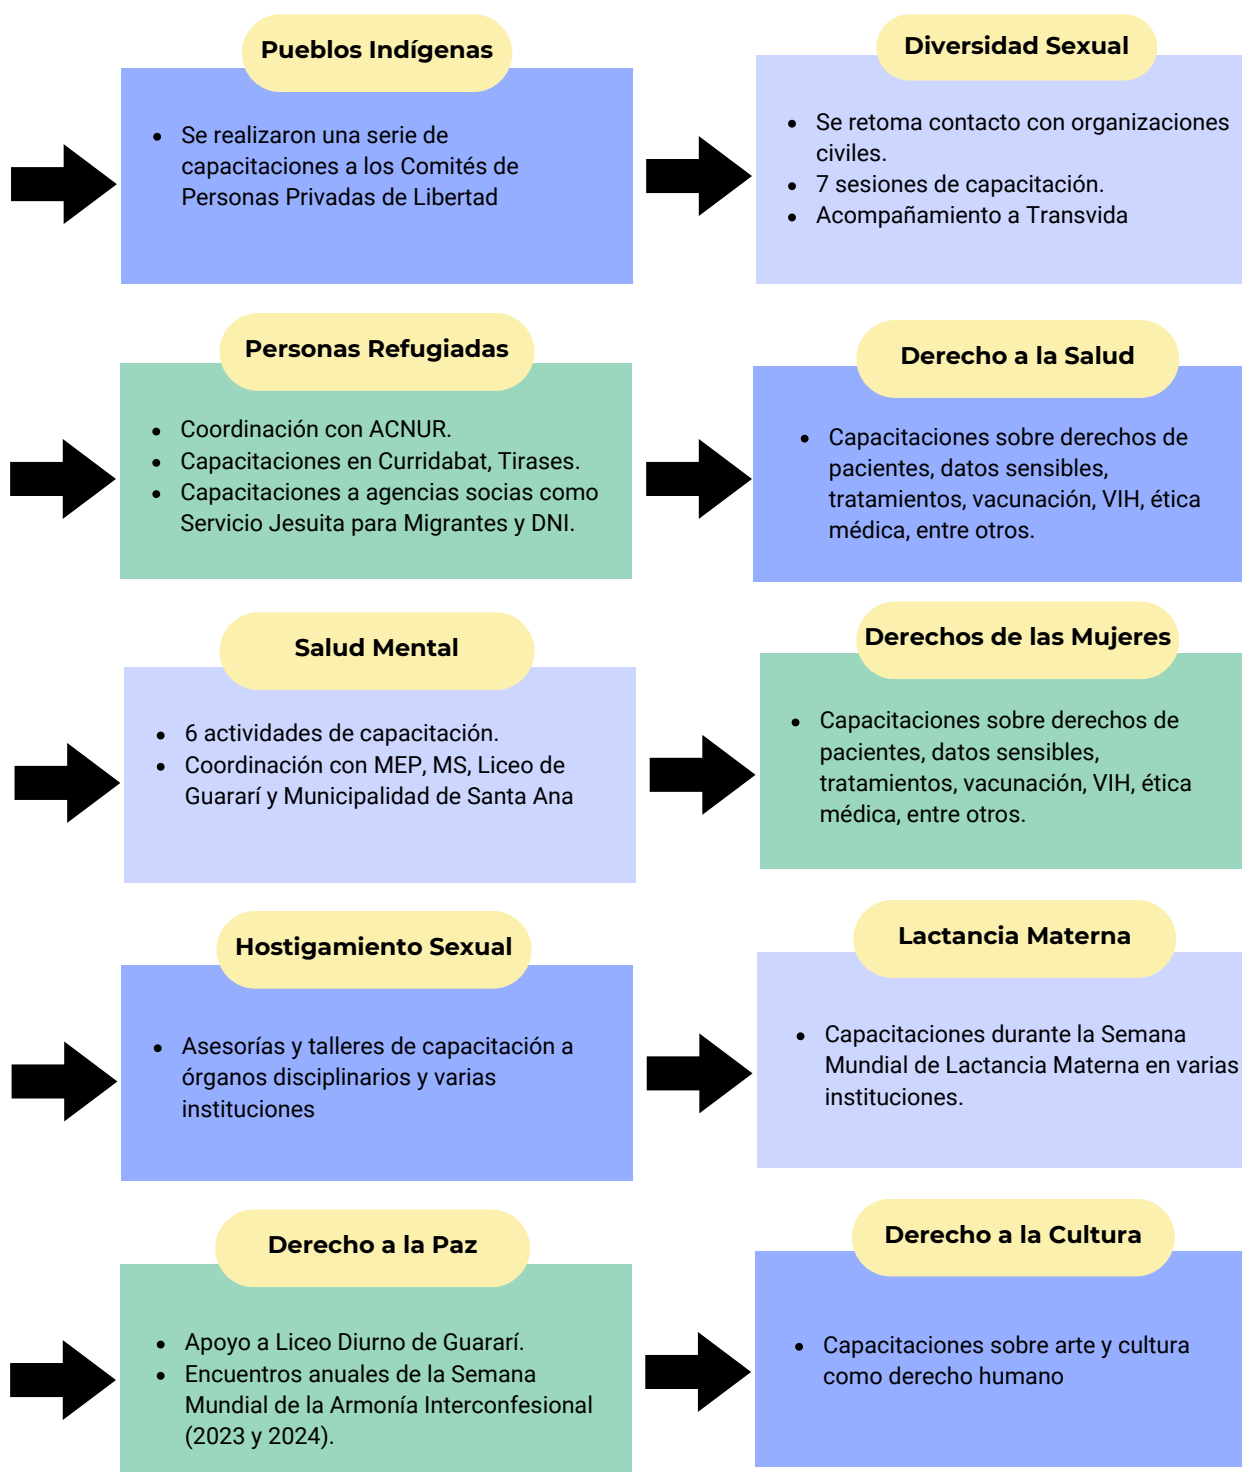 Pueblos Indígenas
• Se realizaron una serie de
capacitaciones a los Comités de
Personas Privadas de Libertad
Diversidad Sexual
• Se retoma contacto con organizaciones
civiles.
• 7 sesiones de capacitación.
• Acompañamiento a Transvida
Personas Refugiadas
• Coordinación con ACNUR.
• Capacitaciones en Curridabat, Tirases.
• Capacitaciones a agencias socias como
Servicio Jesuita para Migrantes y DNI.
Derecho a la Salud
• Capacitaciones sobre derechos de
pacientes, datos sensibles,
tratamientos, vacunación, VIH, ética
médica, entre otros.
Salud Mental
• 6 actividades de capacitación.
• Coordinación con MEP, MS, Liceo de
Guararí y Municipalidad de Santa Ana
Derechos de las Mujeres
• Capacitaciones sobre derechos de
pacientes, datos sensibles,
tratamientos, vacunación, VIH, ética
médica, entre otros.
Hostigamiento Sexual
• Asesorías y talleres de capacitación a
órganos disciplinarios y varias
instituciones
Lactancia Materna
• Capacitaciones durante la Semana
Mundial de Lactancia Materna en varias
instituciones.
Derecho a la Paz
• Apoyo a Liceo Diurno de Guararí.
• Encuentros anuales de la Semana
Mundial de la Armonía Interconfesional
(2023 y 2024).
Derecho a la Cultura
• Capacitaciones sobre arte y cultura
como derecho humano